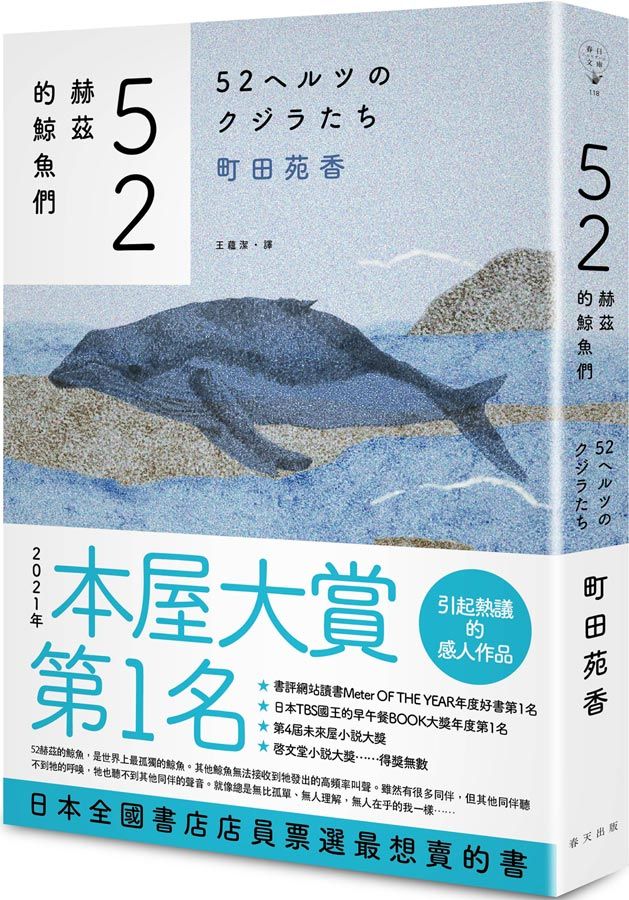 52
赫茲
的鯨魚們
52ヘルツの
クジラたち
町田苑香
王蘊潔・譯
2021年
本屋大賞
第1名
引起熱議
的
感人作品
★書評網站讀書Meter OF THE YEAR年度好書第1名
★日本TBS國王的早午餐BOOK大獎年度第1名
★第4屆未來屋小說大獎
★啓文堂小說大獎……得獎無數
52赫茲的鯨魚，是世界上最孤獨的鯨魚。其他鯨魚無法接收到牠發出的高頻率叫聲。雖然有很多同伴，但其他同伴聽
不到牠的呼喚，牠也聽不到其他同伴的聲音。就像總是無比孤單、無人理解，無人在乎的我一樣……
日本全國書店店員票選最想賣的書
春日
文庫
118
52
赫茲
的鯨魚們
52ヘルツの
クジラたち
町田苑香
春天出版